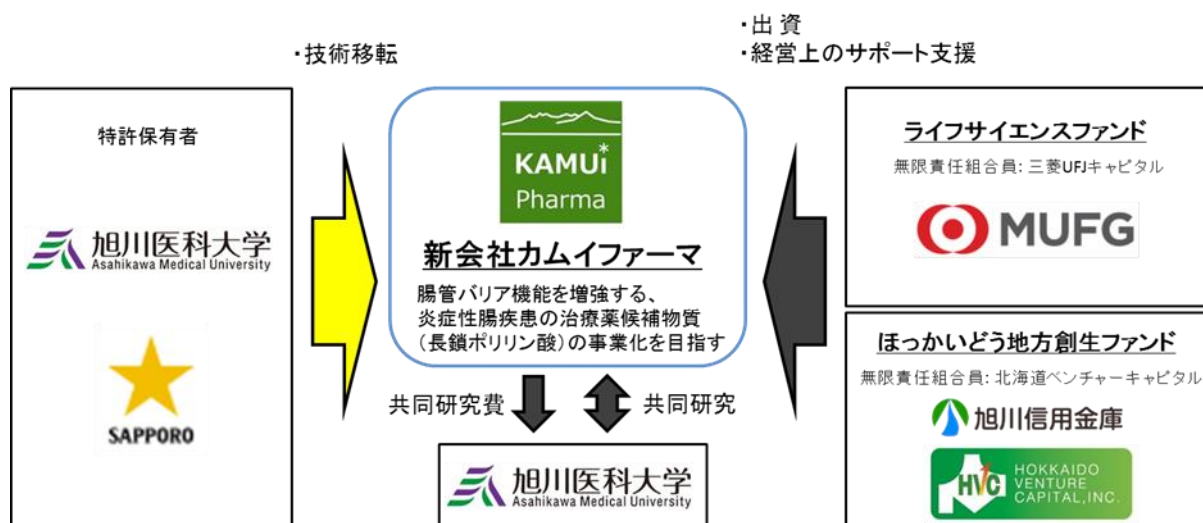 ・技術移転
・出資
・経営上のサポート支援
特許保有者
旭川医科大学
Asahikawa Medical University
SAPPORO
KAMUi*
Pharma
新会社カムイファーマ
腸管バリア機能を増強する、
炎症性腸疾患の治療薬候補物質
(長鎖ポリリン酸)の事業化を目指す
共同研究費
共同研究
旭川医科大学
Asahikawa Medical University
ライフサイエンスファンド
無限責任組合員: 三菱UFJキャピタル
MUFG
ほっかいどう地方創生ファンド
無限責任組合員: 北海道ベンチャーキャピタル
旭川信用金庫
HVC
HOKKAIDO
VENTURE
CAPITAL,INC.